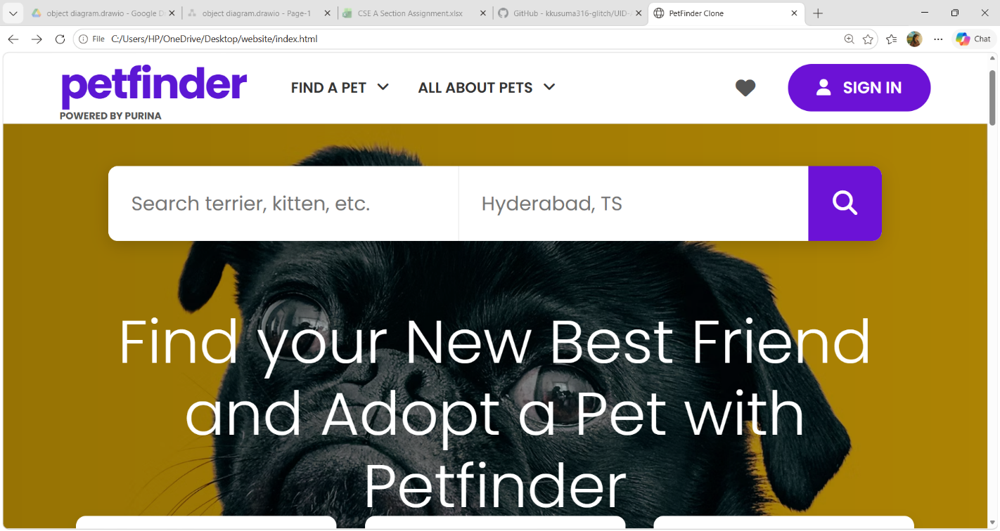 object diagram.drawio - Google D
object diagram.drawio - Page-1
CSE A Section Assignment.xlsx
GitHub - kkusuma316-glitch/UID-
PetFinder Clone
File C:/Users/HP/OneDrive/Desktop/website/index.html
Chat
petfinder
POWERED BY PURINA
FIND A PET
ALL ABOUT PETS
SIGN IN
Search terrier, kitten, etc.
Hyderabad, TS
Find your New Best Friend
and Adopt a Pet with
Petfinder